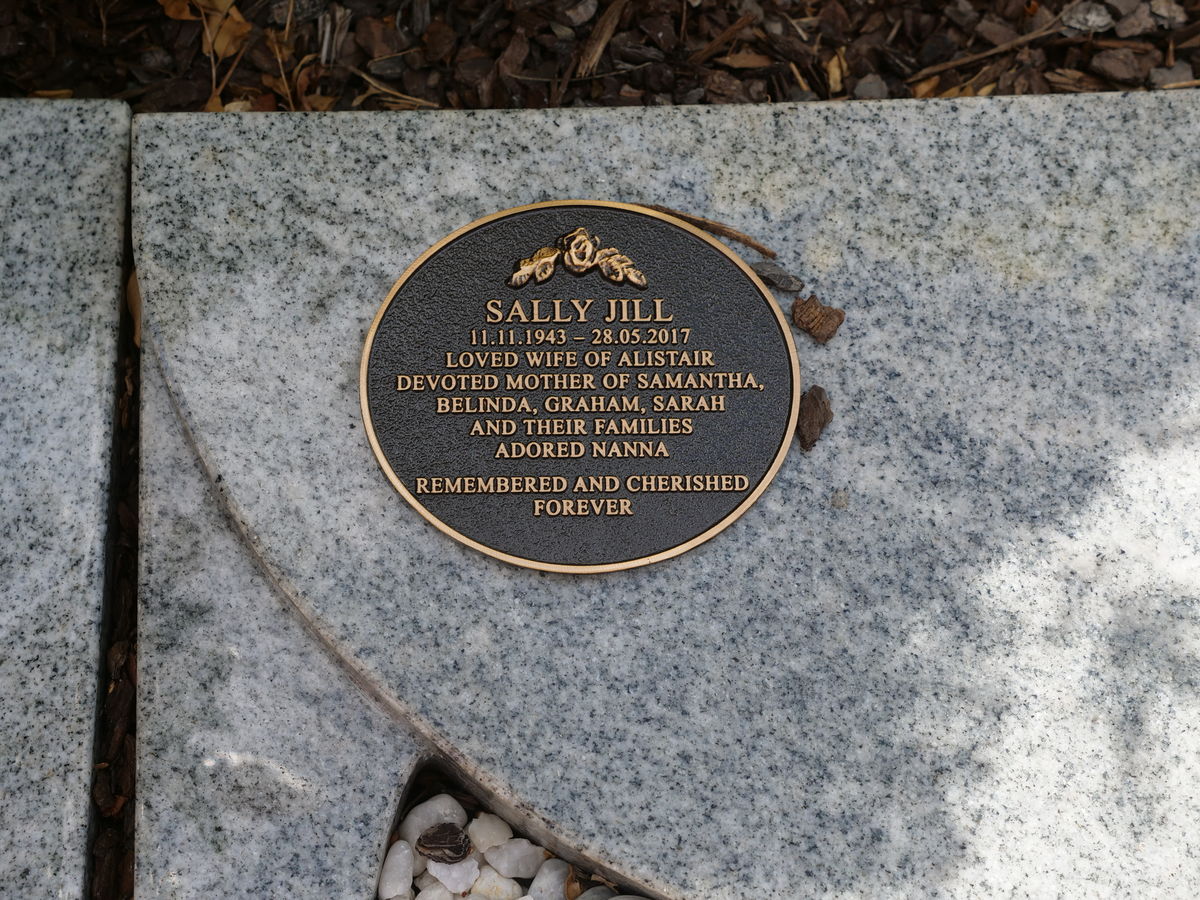 SALLY JILL
11.11.1943 – 28.05.2017
LOVED WIFE OF ALISTAIR
DEVOTED MOTHER OF SAMANTHA,
BELINDA, GRAHAM, SARAH
AND THEIR FAMILIES
ADORED NANNA
REMEMBERED AND CHERISHED
FOREVER